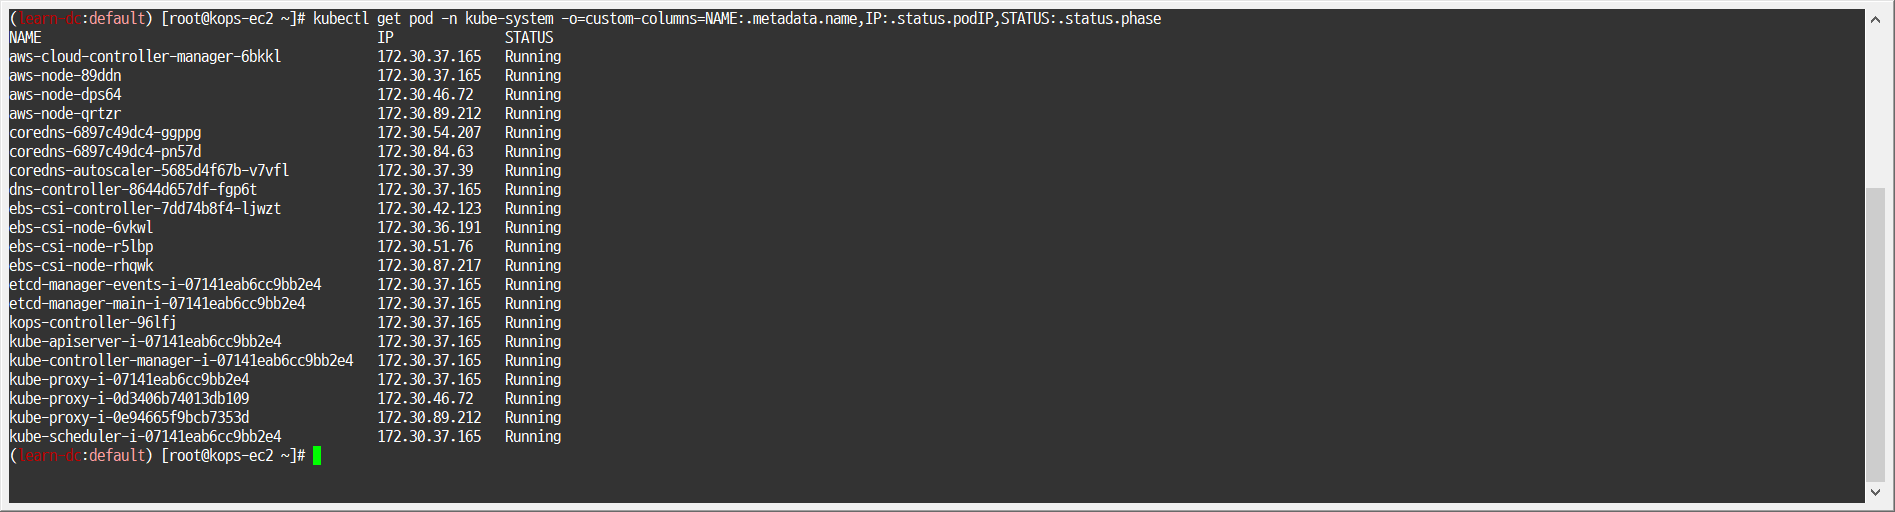 (learn-dc:default) [root@kops-ec2 ~]# kubectl get pod -n kube-system -o=custom-columns=NAME:.metadata.name,IP:.status.podIP,STATUS:.status.phase
NAME IP STATUS
aws-cloud-controller-manager-6bkkl 172.30.37.165 Running
aws-node-89ddn 172.30.37.165 Running
aws-node-dps64 172.30.46.72 Running
aws-node-qrtzr 172.30.89.212 Running
coredns-6897c49dc4-ggppg 172.30.54.207 Running
coredns-6897c49dc4-pn57d 172.30.84.63 Running
coredns-autoscaler-5685d4f67b-v7vfl 172.30.37.39 Running
dns-controller-8644d657df-fgp6t 172.30.37.165 Running
ebs-csi-controller-7dd74b8f4-ljwzt 172.30.42.123 Running
ebs-csi-node-6vkwl 172.30.36.191 Running
ebs-csi-node-r5lbp 172.30.51.76 Running
ebs-csi-node-rhqwk 172.30.87.217 Running
etcd-manager-events-i-07141eab6cc9bb2e4 172.30.37.165 Running
etcd-manager-main-i-07141eab6cc9bb2e4 172.30.37.165 Running
kops-controller-96lfj 172.30.37.165 Running
kube-apiserver-i-07141eab6cc9bb2e4 172.30.37.165 Running
kube-controller-manager-i-07141eab6cc9bb2e4 172.30.37.165 Running
kube-proxy-i-07141eab6cc9bb2e4 172.30.37.165 Running
kube-proxy-i-0d3406b74013db109 172.30.46.72 Running
kube-proxy-i-0e94665f9bcb7353d 172.30.89.212 Running
kube-scheduler-i-07141eab6cc9bb2e4 172.30.37.165 Running
(learn-dc:default) [root@kops-ec2 ~]#